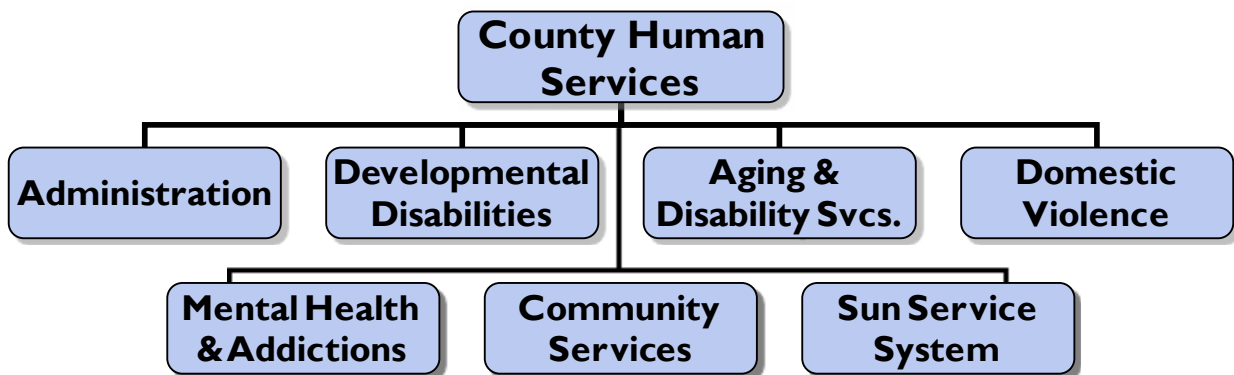 County Human
Services
Administration
Developmental
Disabilities
Aging &
Disability Svcs.
Domestic
Violence
Mental Health
& Addictions
Community
Services
Sun Service
System